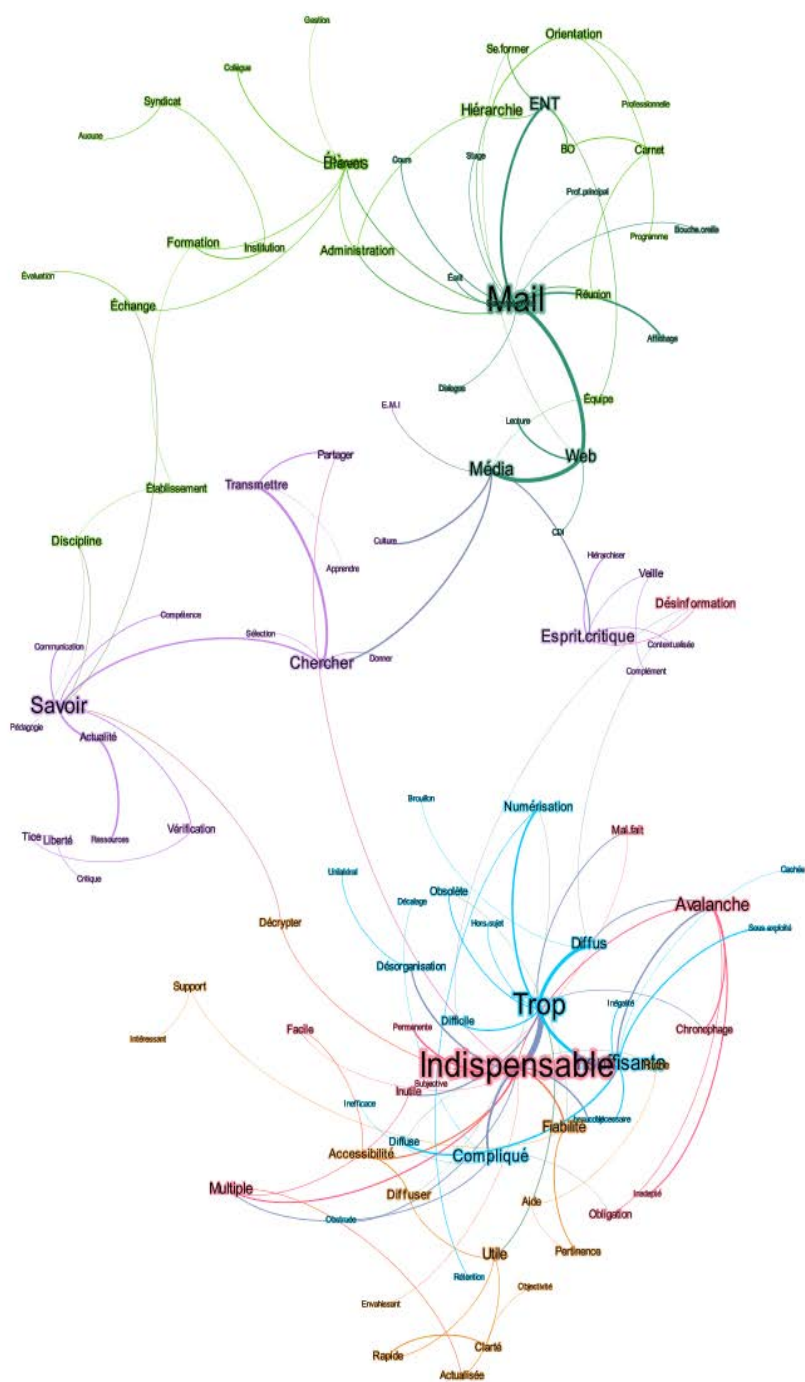 Gestion
Orientation
Se.former
Collègue
Syndicat
ENT
Professionnelle
Hiérarchie
Aucune
BO
Carnet
Stage
Cours
Élèves
Prof.principal
Bouche.oreille
Programme
Formation
Institution
Administration
Évaluation
Écrit
Échange
Mail
Réunion
Affichage
Dialogue
Équipe
E.M.I
Lecture
Partager
Web
Média
Transmettre
Établissement
CDI
Discipline
Culture
Hiérarchiser
Apprendre
Veille
Désinformation
Compétence
Sélection
Esprit.critique
Contextualisée
Communication
Donner
Chercher
Complément
Savoir
Pédagogie
Actualité
Brouillon
Numérisation
Vérification
Mal.fait
Tice
Liberté
Ressources
Cachée
Unilatéral
Critique
Obsolète
Décalage
Avalanche
Décrypter
Hors.sujet
Sous.exploité
Diffus
Désorganisation
Support
Trop
Inégalité
Permanente
Difficile
Chronophage
Facile
Intéressant
Indispensable
Subjective
Inutile
Inefficace
Fiabilité
Diffuse
Accessibilité
Compliqué
Multiple
Diffuser
Inadapté
Aide
Obligation
Obstruée
Utile
Pertinence
Rétention
Objectivité
Envahissant
Clarté
Rapide
Actualisée